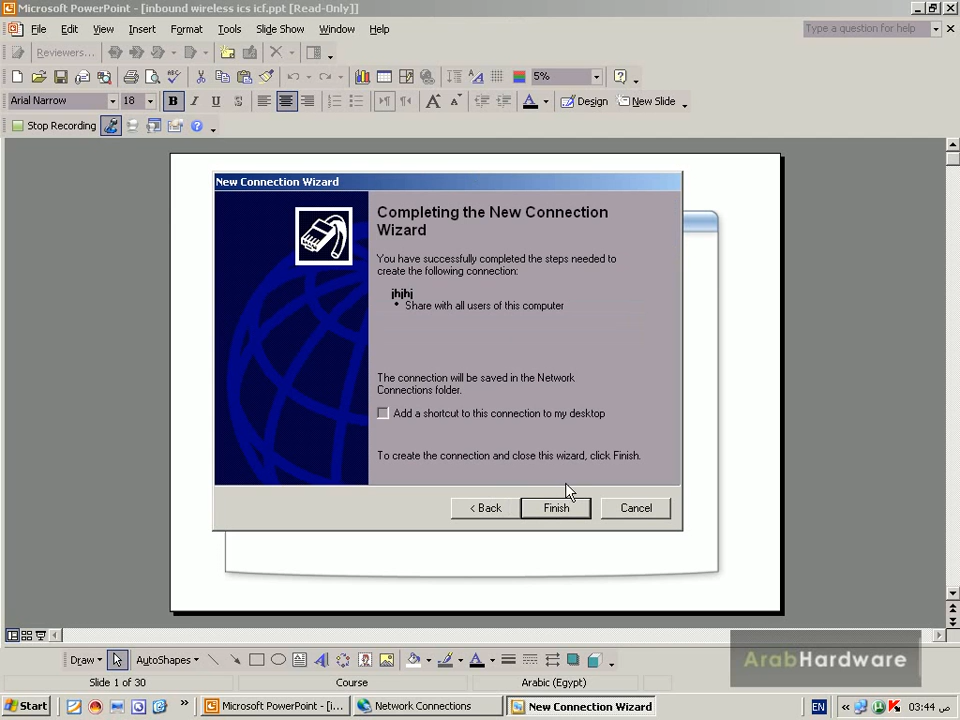 Microsoft PowerPoint - [inbound wireless ics icf.ppt [Read-Only]]
File Edit View Insert Format Tools Slide Show Window Help
Type a question for help
Reviewers...
5%
Arial Narrow 18 B I U S A A A Design New Slide
Stop Recording
New Connection Wizard
Completing the New Connection
Wizard
You have successfully completed the steps needed to
create the following connection:
jhjhj
• Share with all users of this computer
The connection will be saved in the Network
Connections folder.
Add a shortcut to this connection to my desktop
To create the connection and close this wizard, click Finish.
< Back Finish Cancel
ArabHardware
Draw AutoShapes A A
Slide 1 of 30 Course Arabic (Egypt)
Start » Microsoft PowerPoint - [i... Network Connections New Connection Wizard EN « 03:44 ص